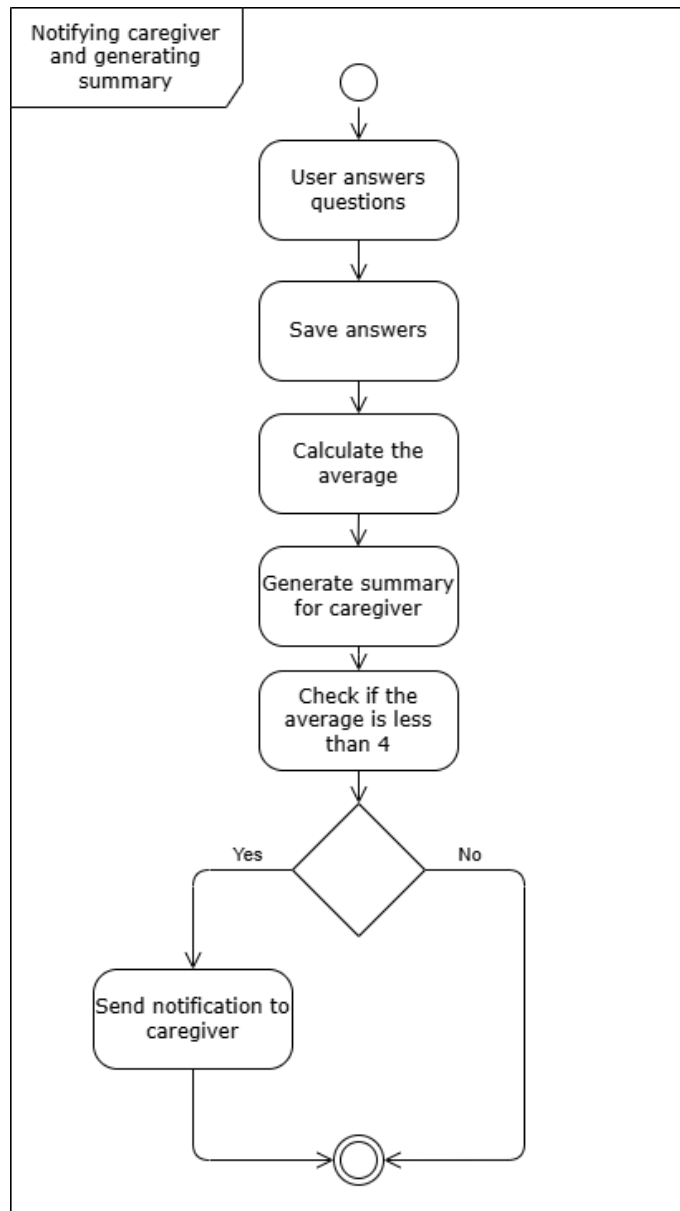 Notifying caregiver
and generating
summary
User answers
questions
Save answers
Calculate the
average
Generate summary
for caregiver
Check if the
average is less
than 4
Yes
No
Send notification to
caregiver